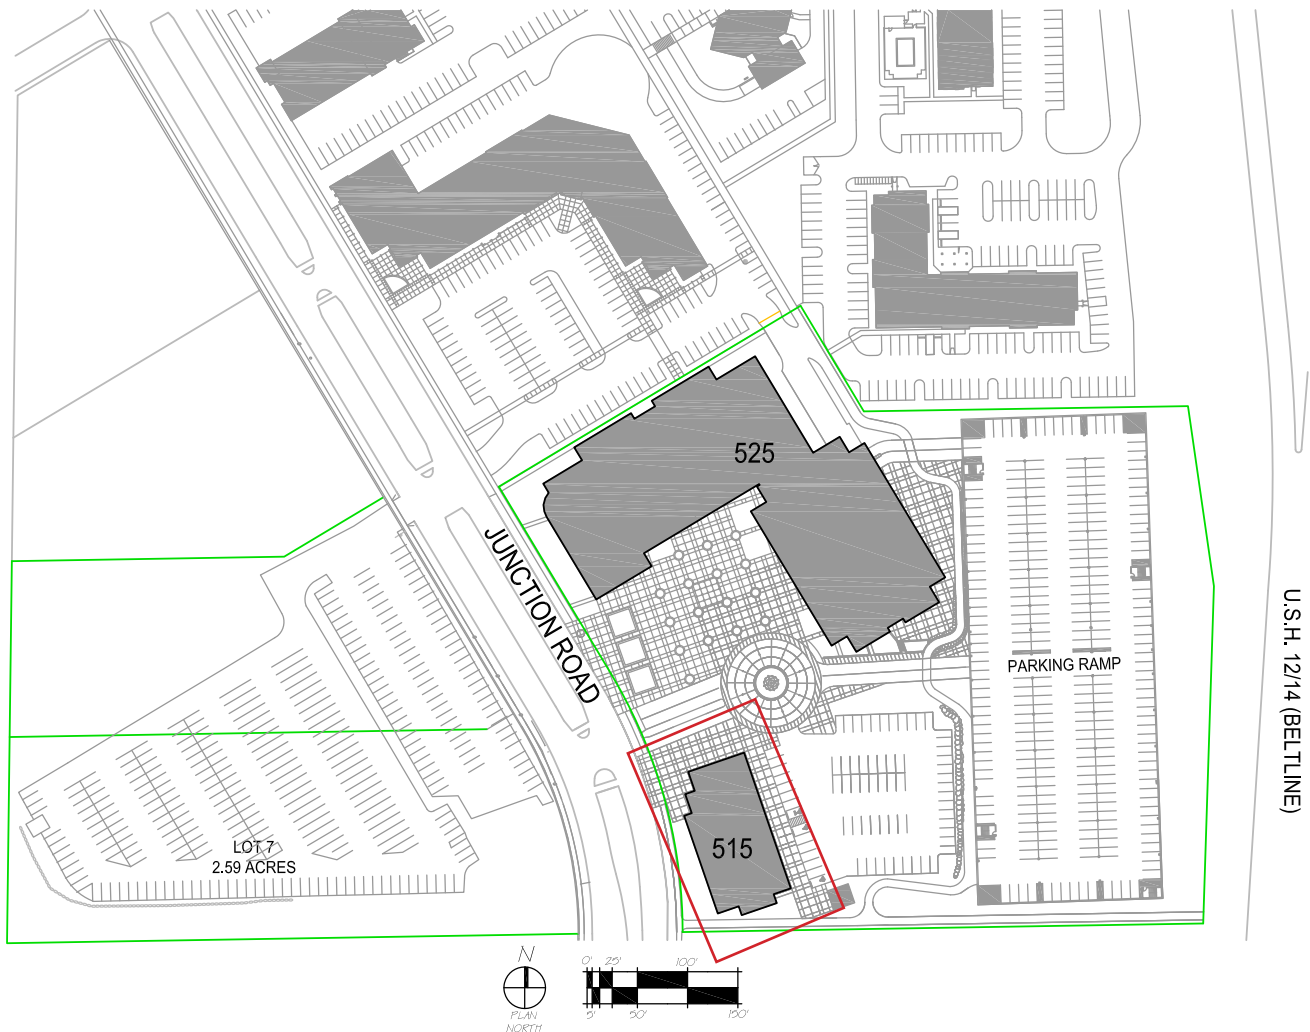 525
JUNCTION ROAD
U.S.H. 12/14 (BELTLINE)
PARKING RAMP
515
LOT 7
2.59 ACRES
N
PLAN
NORTH
0' 25' 100'
5' 50' 150'